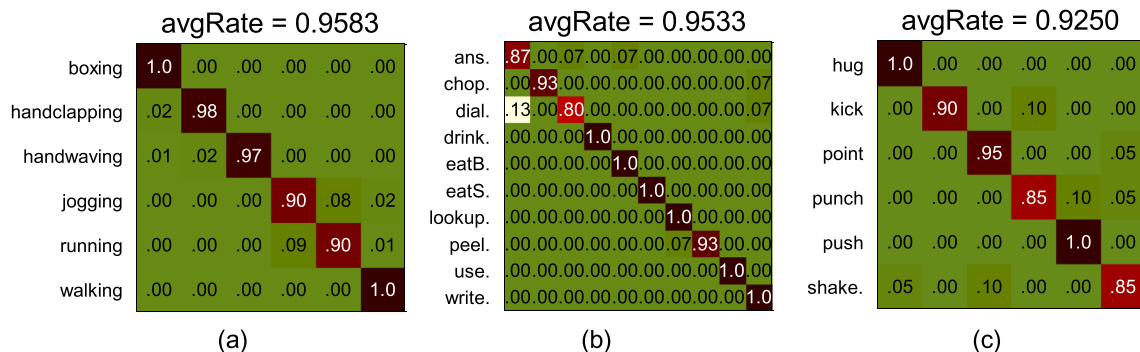 avgRate = 0.9583
boxing 1.0 .00 .00 .00 .00 .00
handclapping .02 .98 .00 .00 .00 .00
handwaving .01 .02 .97 .00 .00 .00
jogging .00 .00 .00 .90 .08 .02
running .00 .00 .00 .09 .90 .01
walking .00 .00 .00 .00 .00 1.0
(a)
avgRate = 0.9533
ans. .87 .00 .07 .00 .07 .00 .00 .00 .00 .00
chop. .00 .93 .00 .00 .00 .00 .00 .00 .00 .07
dial. .13 .00 .80 .00 .00 .00 .00 .00 .00 .07
drink. .00 .00 .00 1.0 .00 .00 .00 .00 .00 .00
eatB. .00 .00 .00 .00 1.0 .00 .00 .00 .00 .00
eatS. .00 .00 .00 .00 .00 1.0 .00 .00 .00 .00
lookup. .00 .00 .00 .00 .00 .00 1.0 .00 .00 .00
peel. .00 .00 .00 .00 .00 .00 .07 .93 .00 .00
use. .00 .00 .00 .00 .00 .00 .00 .00 1.0 .00
write. .00 .00 .00 .00 .00 .00 .00 .00 .00 1.0
(b)
avgRate = 0.9250
hug 1.0 .00 .00 .00 .00 .00
kick .00 .90 .00 .10 .00 .00
point .00 .00 .95 .00 .00 .05
punch .00 .00 .00 .85 .10 .05
push .00 .00 .00 .00 1.0 .00
shake. .05 .00 .10 .00 .00 .85
(c)